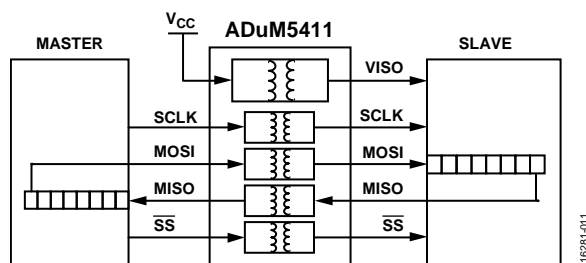 VCC
ADuM5411
MASTER
SLAVE
VISO
SCLK
SCLK
MOSI
MOSI
MISO
MISO
SS
SS
16281-011